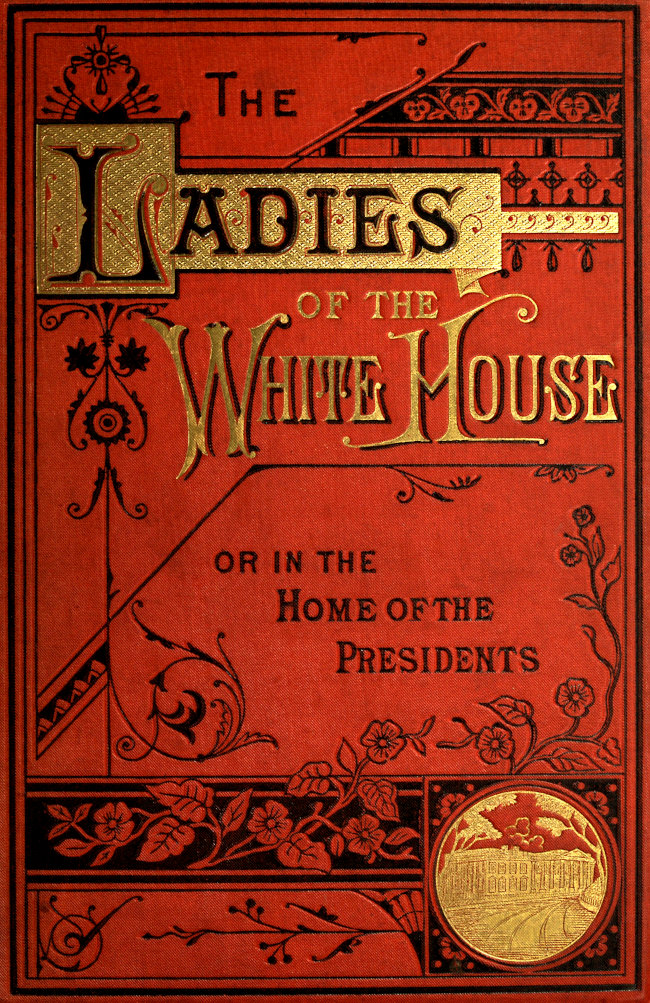 The
Ladies
OF THE
White House
OR IN THE
Home of the
Presidents